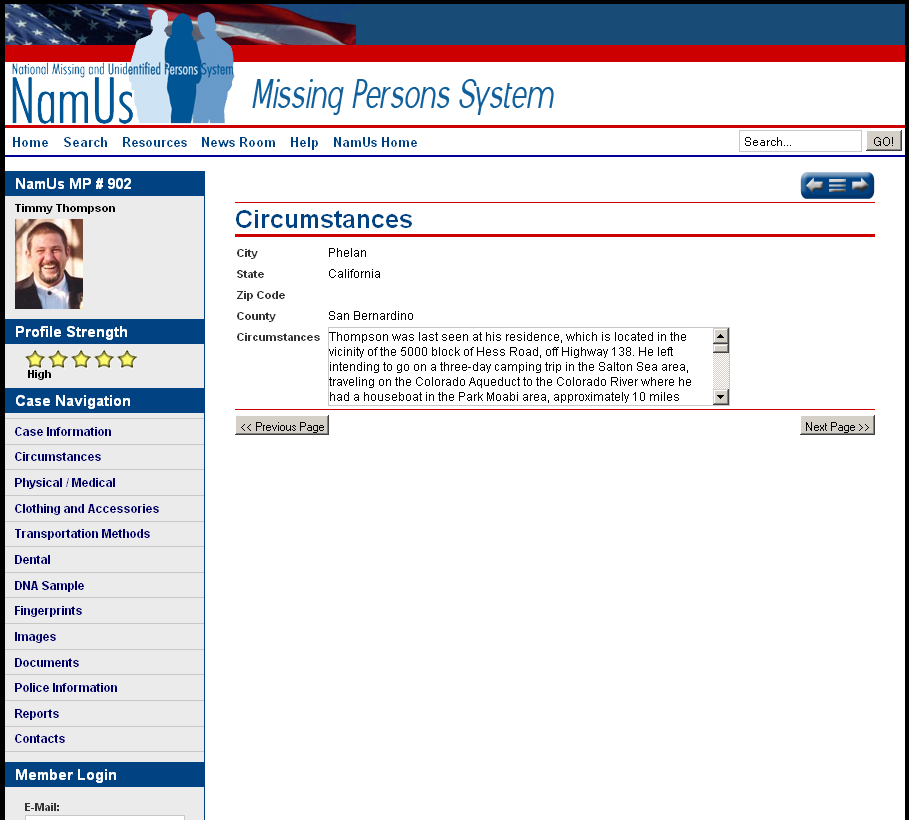 National Missing and Unidentified Persons System
NamUs
Missing Persons System
Home Search Resources News Room Help NamUs Home
Search... GO!
NamUs MP # 902
Timmy Thompson
Profile Strength
High
Case Navigation
Case Information
Circumstances
Physical / Medical
Clothing and Accessories
Transportation Methods
Dental
DNA Sample
Fingerprints
Images
Documents
Police Information
Reports
Contacts
Member Login
E-Mail:
Circumstances
City Phelan
State California
Zip Code
County San Bernardino
Circumstances Thompson was last seen at his residence, which is located in the
vicinity of the 5000 block of Hess Road, off Highway 138. He left
intending to go on a three-day camping trip in the Salton Sea area,
traveling on the Colorado Aqueduct to the Colorado River where he
had a houseboat in the Park Moabi area, approximately 10 miles
<< Previous Page Next Page >>